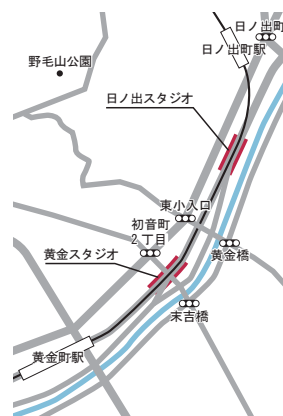 日ノ出町
日ノ出町駅
野毛山公園
日ノ出スタジオ
東小入口
初音町
2丁目
黄金スタジオ
黄金橋
末吉橋
黄金町駅